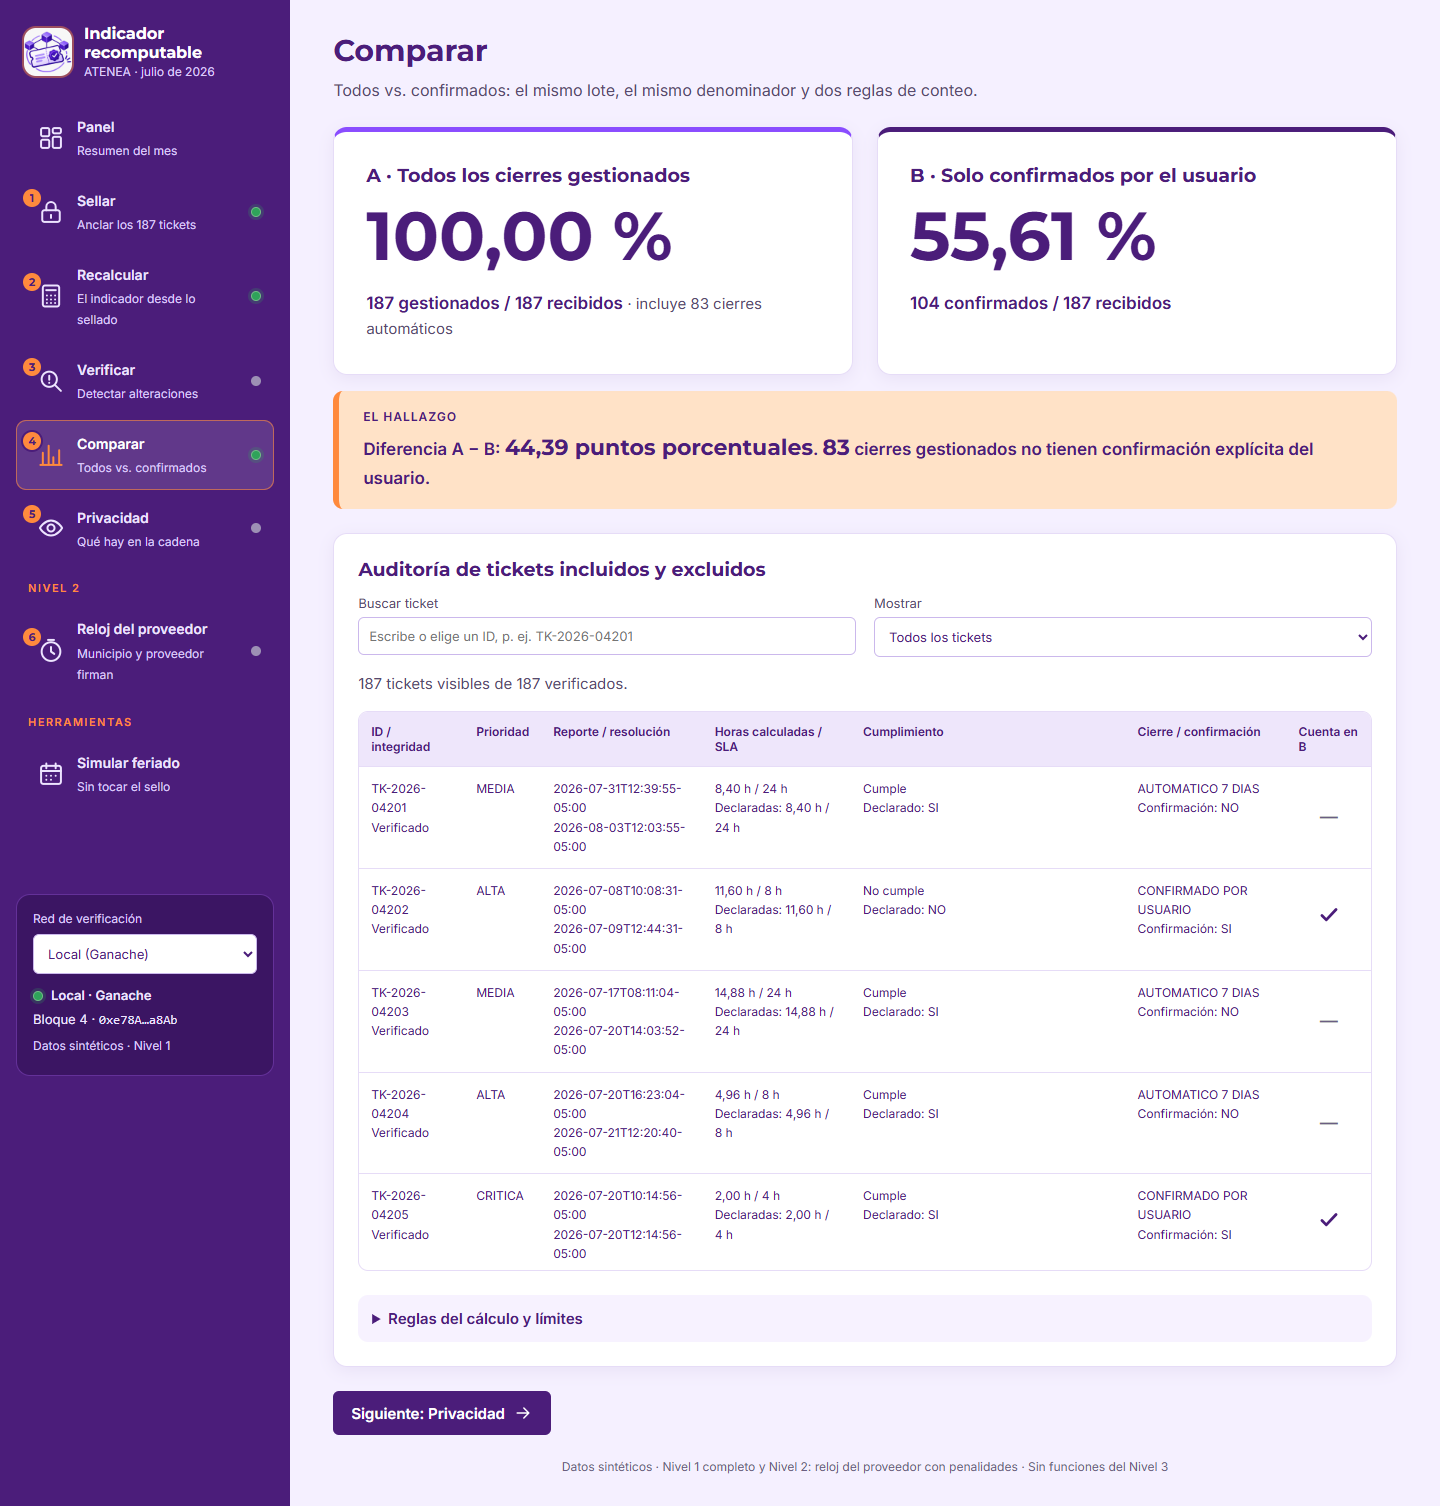 Indicador
recomputable
ATENEA · julio de 2026
Panel
Resumen del mes
1
Sellar
Anclar los 187 tickets
2
Recalcular
El indicador desde lo
sellado
3
Verificar
Detectar alteraciones
4
Comparar
Todos vs. confirmados
5
Privacidad
Qué hay en la cadena
NIVEL 2
6
Reloj del proveedor
Municipio y proveedor
firman
HERRAMIENTAS
Simular feriado
Sin tocar el sello
Red de verificación
Local (Ganache)
Local · Ganache
Bloque 4 · 0xe78A…a8Ab
Datos sintéticos · Nivel 1
Comparar
Todos vs. confirmados: el mismo lote, el mismo denominador y dos reglas de conteo.
A · Todos los cierres gestionados
100,00 %
187 gestionados / 187 recibidos · incluye 83 cierres
automáticos
B · Solo confirmados por el usuario
55,61 %
104 confirmados / 187 recibidos
EL HALLAZGO
Diferencia A − B: 44,39 puntos porcentuales. 83 cierres gestionados no tienen confirmación explícita del
usuario.
Auditoría de tickets incluidos y excluidos
Buscar ticket
Escribe o elige un ID, p. ej. TK-2026-04201
Mostrar
Todos los tickets
187 tickets visibles de 187 verificados.
ID /
integridad
Prioridad
Reporte / resolución
Horas calculadas /
SLA
Cumplimiento
Cierre / confirmación
Cuenta en
B
TK-2026-
04201
Verificado
MEDIA
2026-07-31T12:39:55-
05:00
2026-08-03T12:03:55-
05:00
8,40 h / 24 h
Declaradas: 8,40 h /
24 h
Cumple
Declarado: SI
AUTOMATICO 7 DIAS
Confirmación: NO
—
TK-2026-
04202
Verificado
ALTA
2026-07-08T10:08:31-
05:00
2026-07-09T12:44:31-
05:00
11,60 h / 8 h
Declaradas: 11,60 h /
8 h
No cumple
Declarado: NO
CONFIRMADO POR
USUARIO
Confirmación: SI
✓
TK-2026-
04203
Verificado
MEDIA
2026-07-17T08:11:04-
05:00
2026-07-20T14:03:52-
05:00
14,88 h / 24 h
Declaradas: 14,88 h /
24 h
Cumple
Declarado: SI
AUTOMATICO 7 DIAS
Confirmación: NO
—
TK-2026-
04204
Verificado
ALTA
2026-07-20T16:23:04-
05:00
2026-07-21T12:20:40-
05:00
4,96 h / 8 h
Declaradas: 4,96 h /
8 h
Cumple
Declarado: SI
AUTOMATICO 7 DIAS
Confirmación: NO
—
TK-2026-
04205
Verificado
CRITICA
2026-07-20T10:14:56-
05:00
2026-07-20T12:14:56-
05:00
2,00 h / 4 h
Declaradas: 2,00 h /
4 h
Cumple
Declarado: SI
CONFIRMADO POR
USUARIO
Confirmación: SI
✓
Reglas del cálculo y límites
Siguiente: Privacidad →
Datos sintéticos · Nivel 1 completo y Nivel 2: reloj del proveedor con penalidades · Sin funciones del Nivel 3